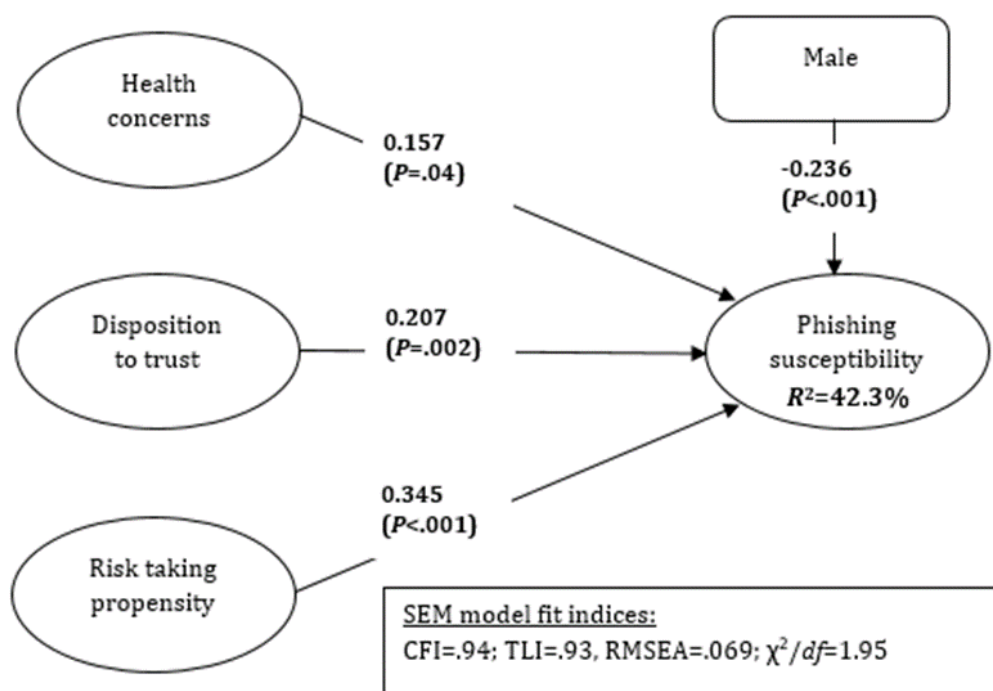 Health
concerns
Male
0.157
(P=.04)
-0.236
(P<.001)
Disposition
to trust
0.207
(P=.002)
Phishing
susceptibility
R²=42.3%
0.345
(P<.001)
Risk taking
propensity
SEM model fit indices:
CFI=.94; TLI=.93, RMSEA=.069; χ²/df=1.95